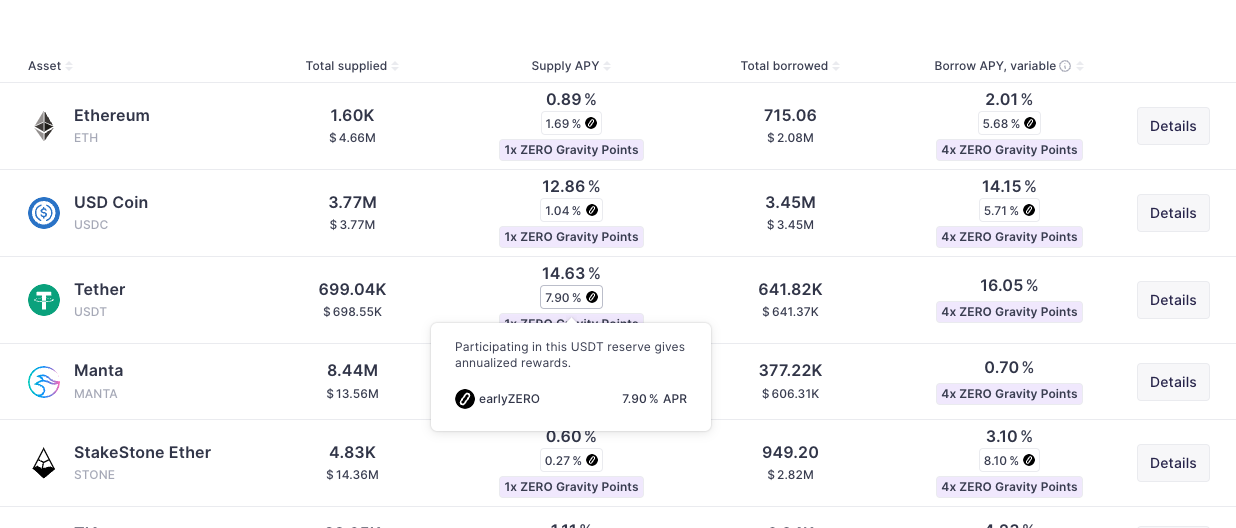 Asset Total supplied Supply APY Total borrowed Borrow APY, variable
Ethereum
ETH
1.60K
$ 4.66M
0.89 %
1.69 %
1x ZERO Gravity Points
715.06
$ 2.08M
2.01 %
5.68 %
4x ZERO Gravity Points
Details
USD Coin
USDC
3.77M
$ 3.77M
12.86 %
1.04 %
1x ZERO Gravity Points
3.45M
$ 3.45M
14.15 %
5.71 %
4x ZERO Gravity Points
Details
Tether
USDT
699.04K
$ 698.55K
14.63 %
7.90 %
1x ZERO Gravity Points
641.82K
$ 641.37K
16.05 %
4x ZERO Gravity Points
Details
Participating in this USDT reserve gives
annualized rewards.
earlyZERO 7.90 % APR
Manta
MANTA
8.44M
$ 13.56M
377.22K
$ 606.31K
0.70 %
4x ZERO Gravity Points
Details
StakeStone Ether
STONE
4.83K
$ 14.36M
0.60 %
0.27 %
1x ZERO Gravity Points
949.20
$ 2.82M
3.10 %
8.10 %
4x ZERO Gravity Points
Details